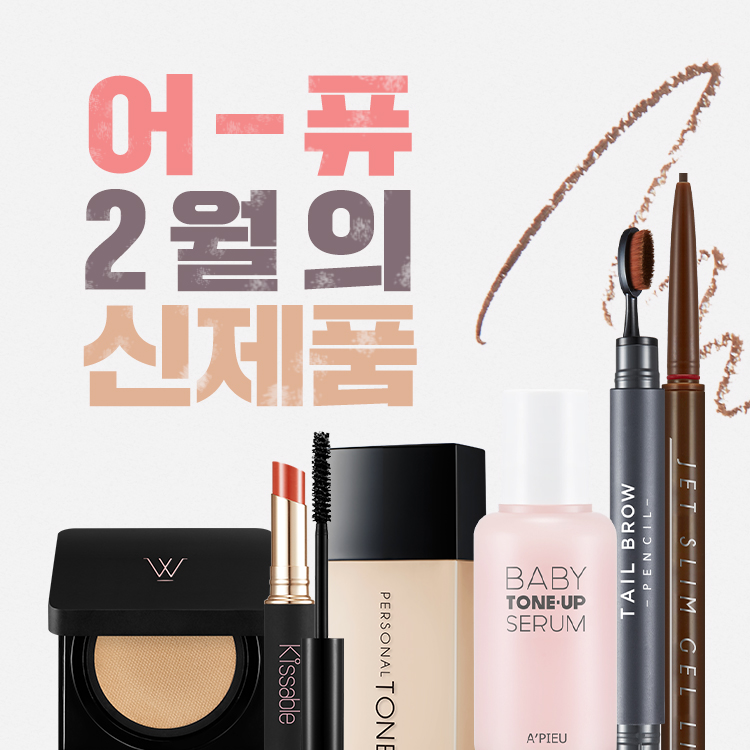 어-퓨
2월의
신제품
W
Kissable
PERSONAL TONE
BABY
TONE-UP
SERUM
A'PIEU
TAIL BROW
–PENCIL–
JET SLIM GEL LI